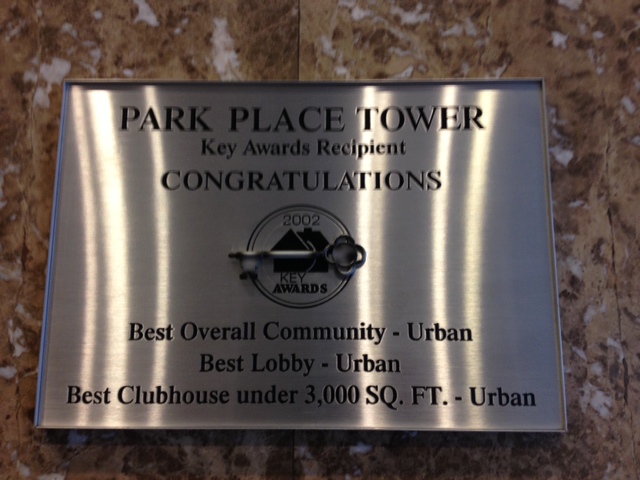 PARK PLACE TOWER
Key Awards Recipient
CONGRATULATIONS
2002
KEY
AWARDS
Best Overall Community - Urban
Best Lobby - Urban
Best Clubhouse under 3,000 SQ. FT. - Urban